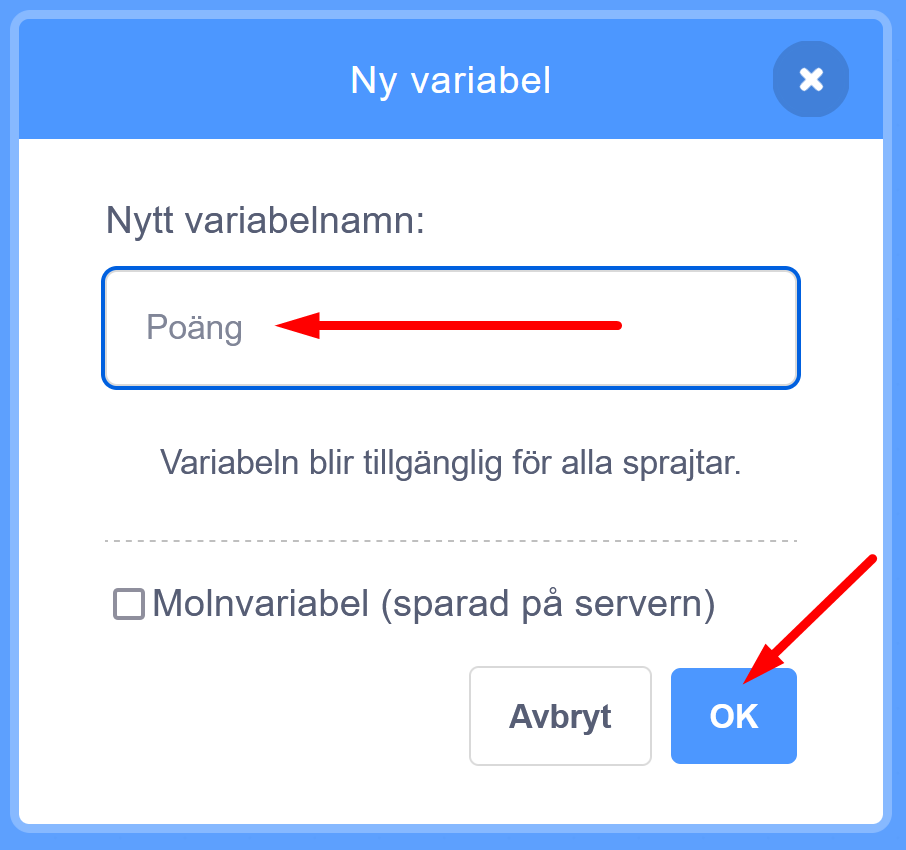 Ny variabel
Nytt variabelnamn:
Poäng
Variabeln blir tillgänglig för alla sprajtar.
Molnvariabel (sparad på servern)
Avbryt OK